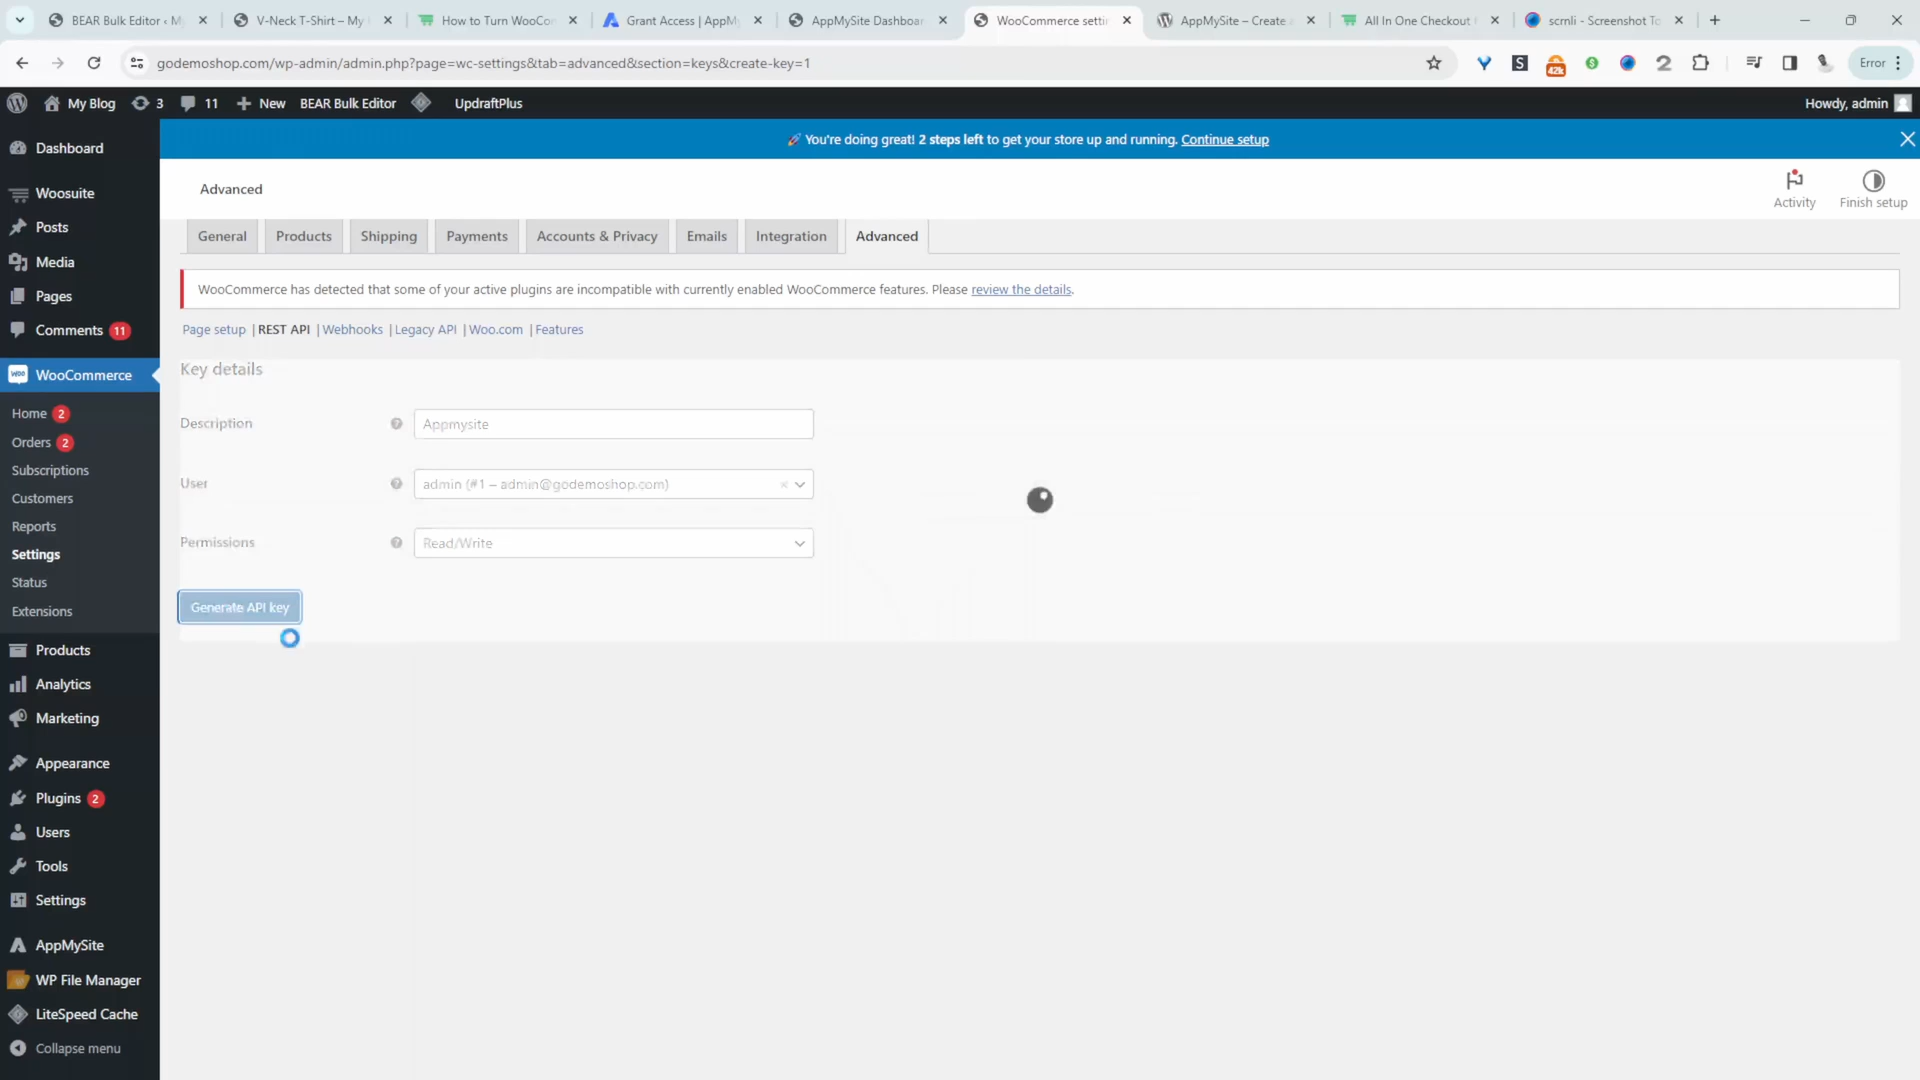 BEAR Bulk Editor ‹ My
V-Neck T-Shirt – My
How to Turn WooCon
Grant Access | AppM
AppMySite Dashboar
WooCommerce settin
AppMySite – Create a
All In One Checkout
scrnli - Screenshot To
godemoshop.com/wp-admin/admin.php?page=wc-settings&tab=advanced&section=keys&create-key=1
S
42k
Error
My Blog
3
11
New
BEAR Bulk Editor
UpdraftPlus
Howdy, admin
🚀 You're doing great! 2 steps left to get your store up and running. Continue setup
Dashboard
Woosuite
Posts
Media
Pages
Comments 11
WooCommerce
Home 2
Orders 2
Subscriptions
Customers
Reports
Settings
Status
Extensions
Products
Analytics
Marketing
Appearance
Plugins 2
Users
Tools
Settings
AppMySite
WP File Manager
LiteSpeed Cache
Collapse menu
Advanced
Activity
Finish setup
General
Products
Shipping
Payments
Accounts & Privacy
Emails
Integration
Advanced
WooCommerce has detected that some of your active plugins are incompatible with currently enabled WooCommerce features. Please review the details.
Page setup | REST API | Webhooks | Legacy API | Woo.com | Features
Key details
Description
Appmysite
User
admin (#1 – admin@godemoshop.com)
Permissions
Read/Write
Generate API key